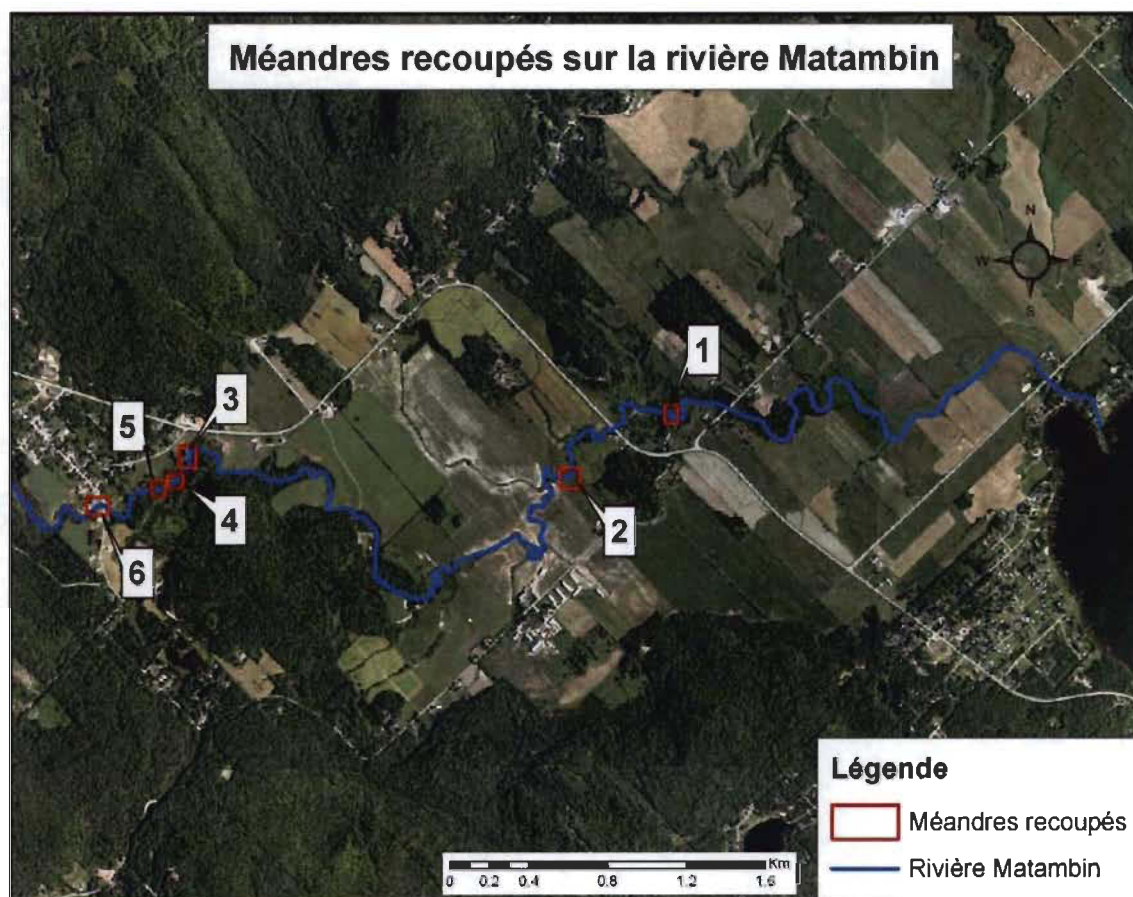 Méandres recoupés sur la rivière Matambin
N
W E
S
1
3
5
2
4
6
Légende
Méandres recoupés
Rivière Matambin
Km
0 0.2 0.4 0.8 1.2 1.6